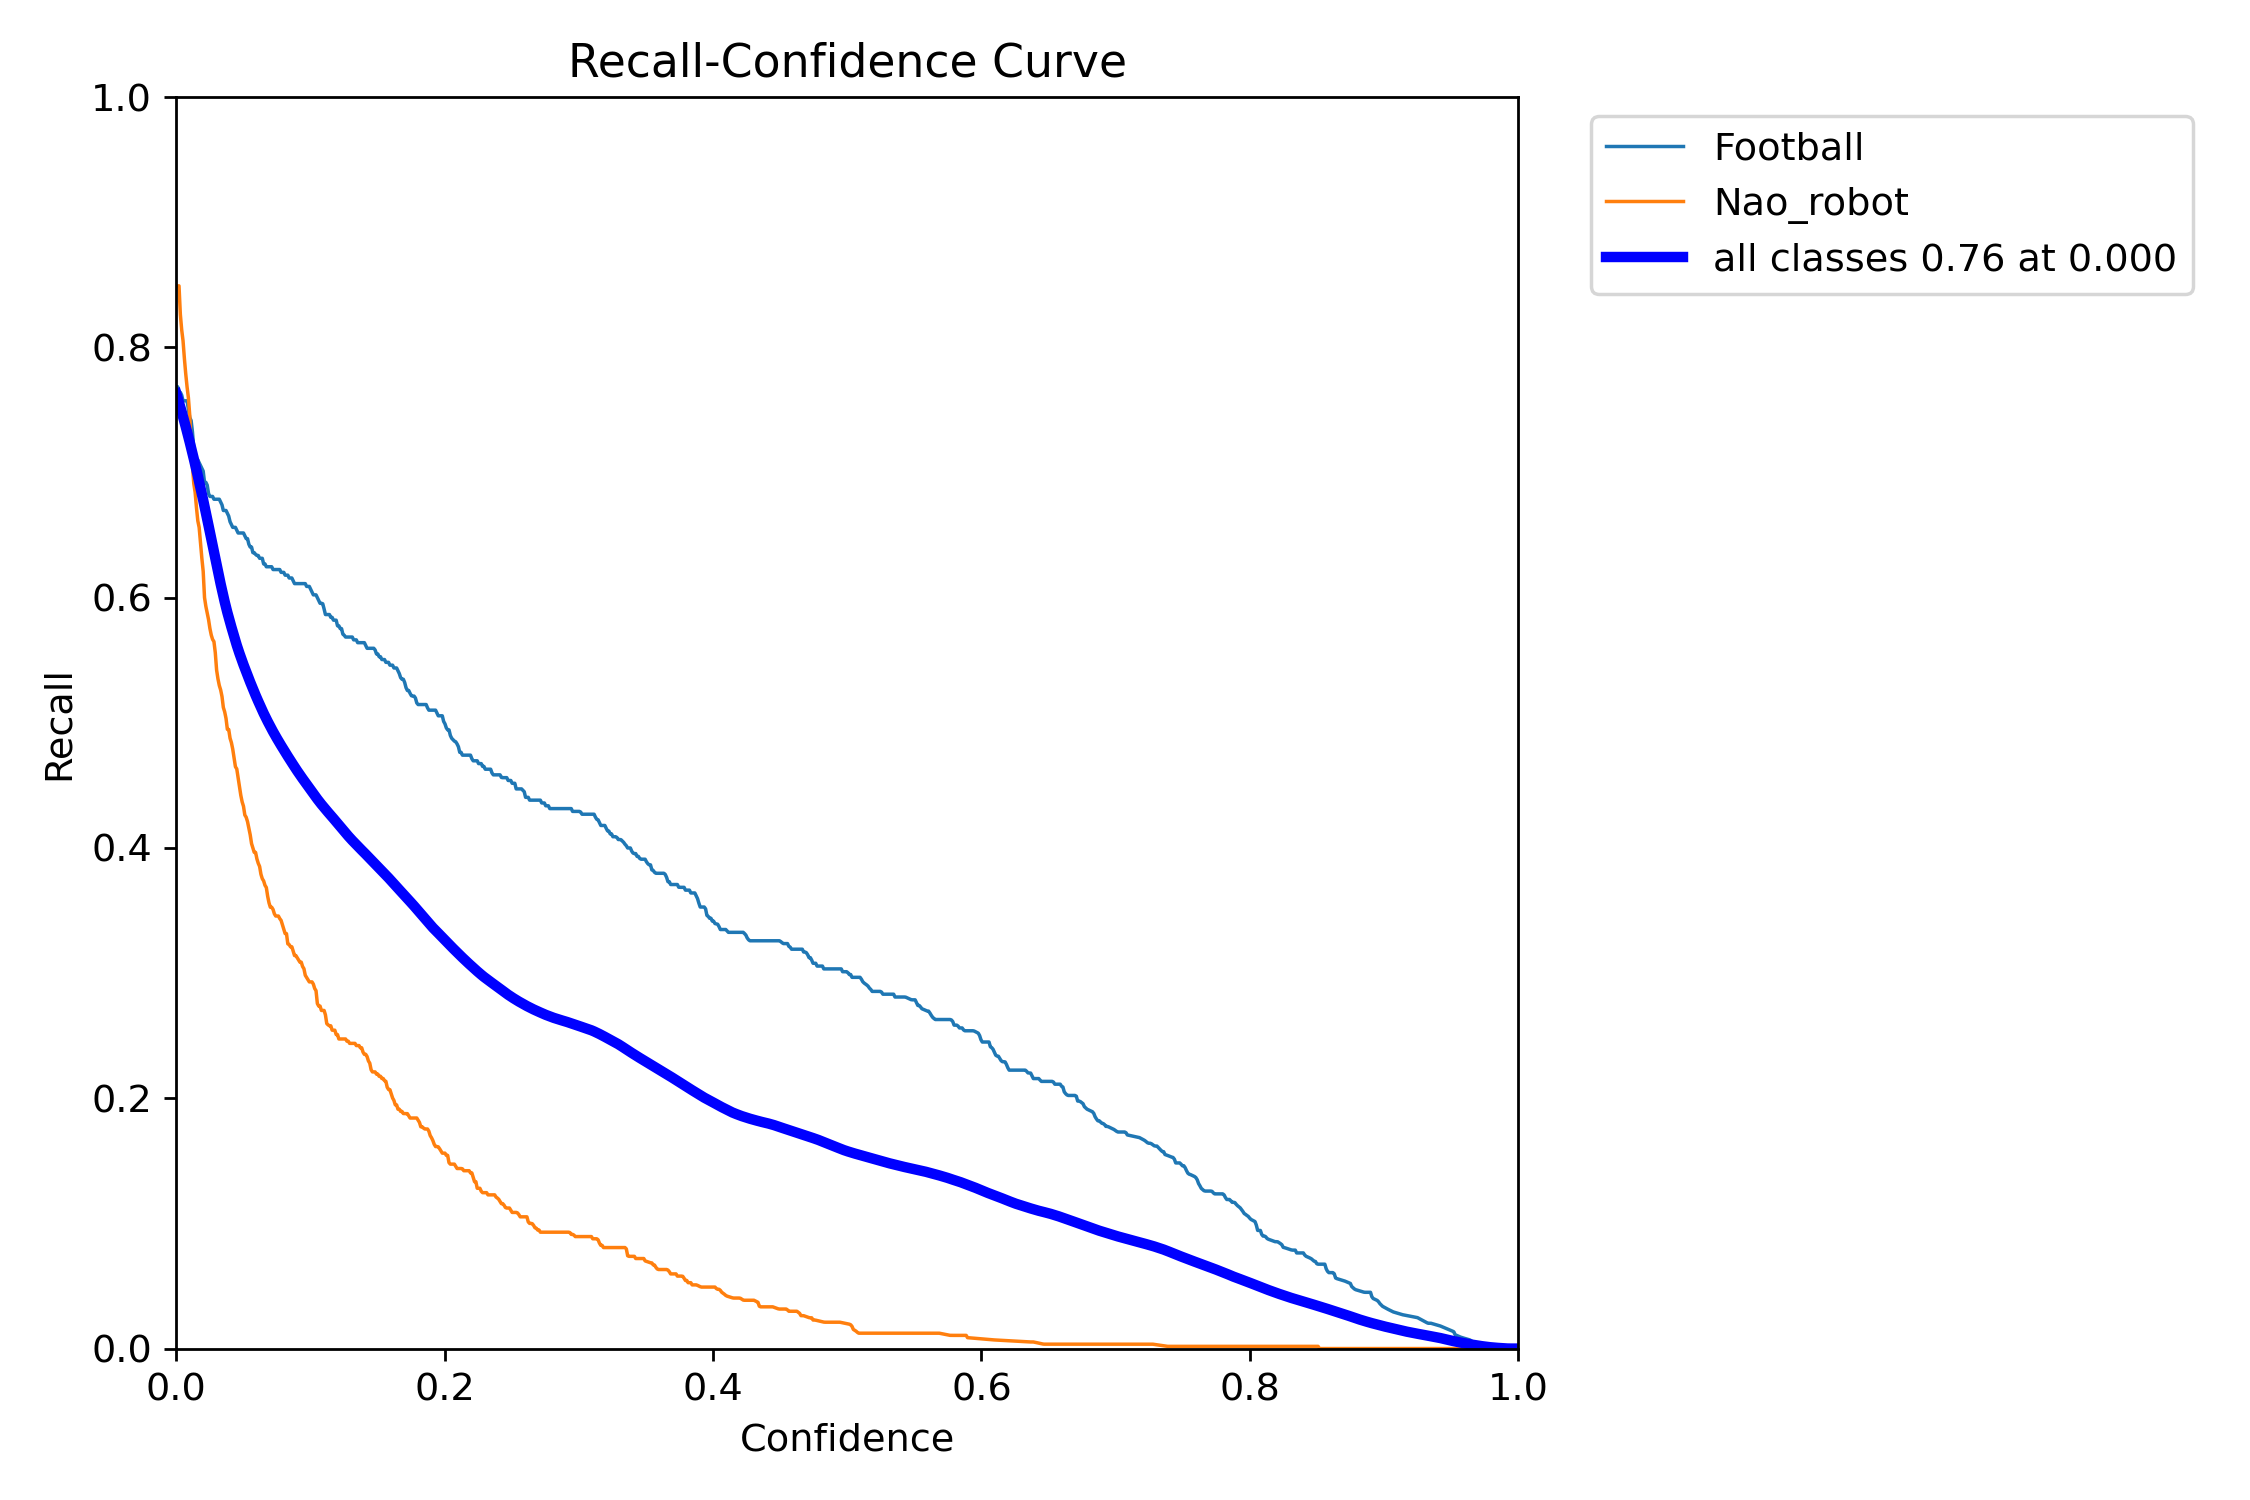 Recall-Confidence Curve
1.0
0.8
0.6
0.4
0.2
0.0
Recall
0.0 0.2 0.4 0.6 0.8 1.0
Confidence
Football
Nao_robot
all classes 0.76 at 0.000